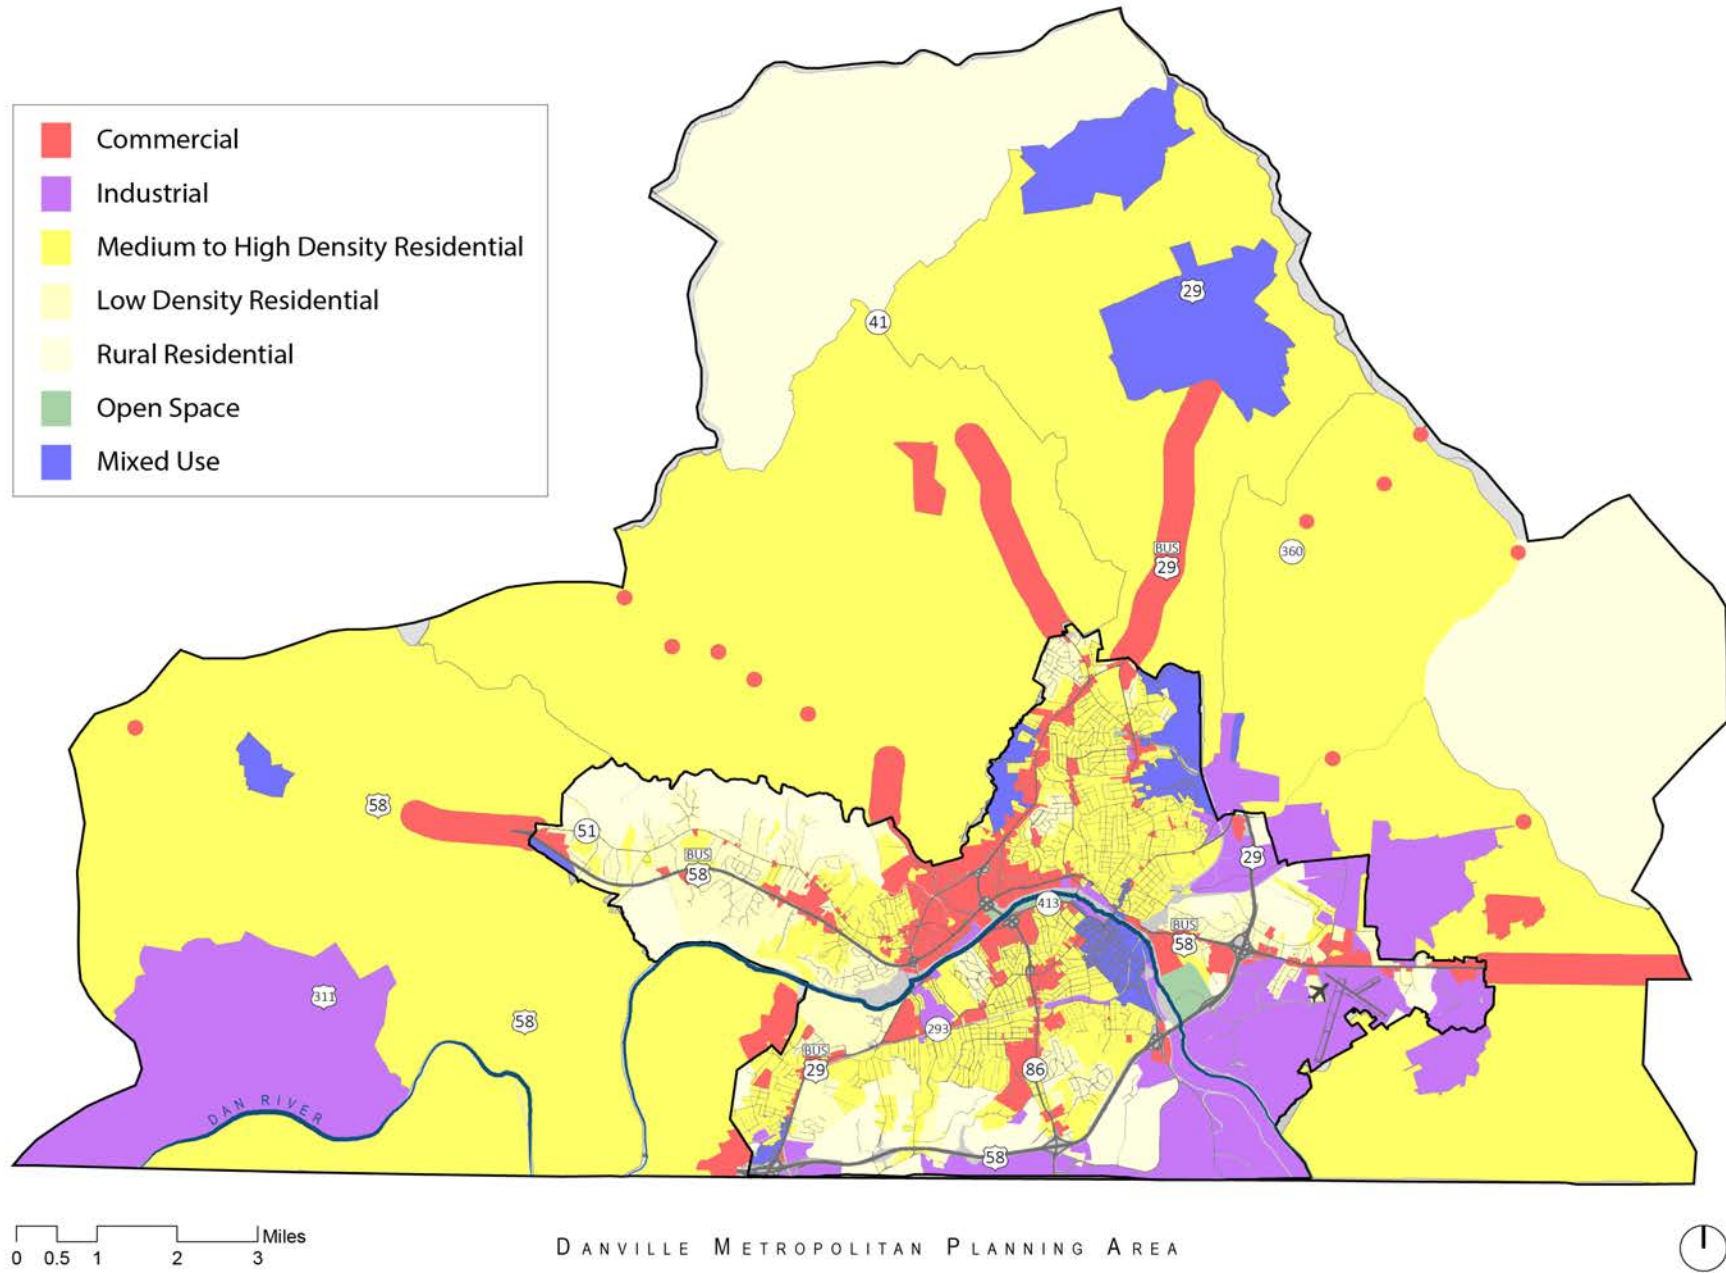 Commercial
Industrial
Medium to High Density Residential
Low Density Residential
Rural Residential
Open Space
Mixed Use
29
41
BUS
29
360
58
51
BUS
58
29
413
BUS
58
311
58
293
BUS
29
86
DAN RIVER
58
Miles
0 0.5 1 2 3
DANVILLE METROPOLITAN PLANNING AREA